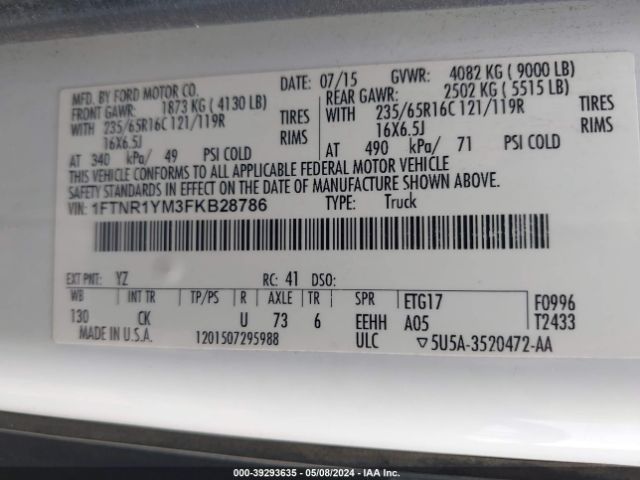 MFD. BY FORD MOTOR CO. DATE: 07/15 GVWR: 4082 KG ( 9000 LB)
FRONT GAWR: 1873 KG ( 4130 LB) REAR GAWR: 2502 KG ( 5515 LB)
WITH 235/65R16C 121/119R TIRES WITH 235/65R16C 121/119R TIRES
16X6.5J RIMS 16X6.5J RIMS
AT 340 kPa/ 49 PSI COLD AT 490 kPa/ 71 PSI COLD
THIS VEHICLE CONFORMS TO ALL APPLICABLE FEDERAL MOTOR VEHICLE
SAFETY STANDARDS IN EFFECT ON THE DATE OF MANUFACTURE SHOWN ABOVE.
VIN: 1FTNR1YM3FKB28786 TYPE: Truck
EXT PNT: YZ RC: 41 DSO:
WB INT TR TP/PS R AXLE TR SPR ETG17 F0996
130 CK U 73 6 EEHH A05 T2433
MADE IN U.S.A. 1201507295988 ULC ▽5U5A-3520472-AA
000-39293635 - 05/08/2024 - IAAI.COM